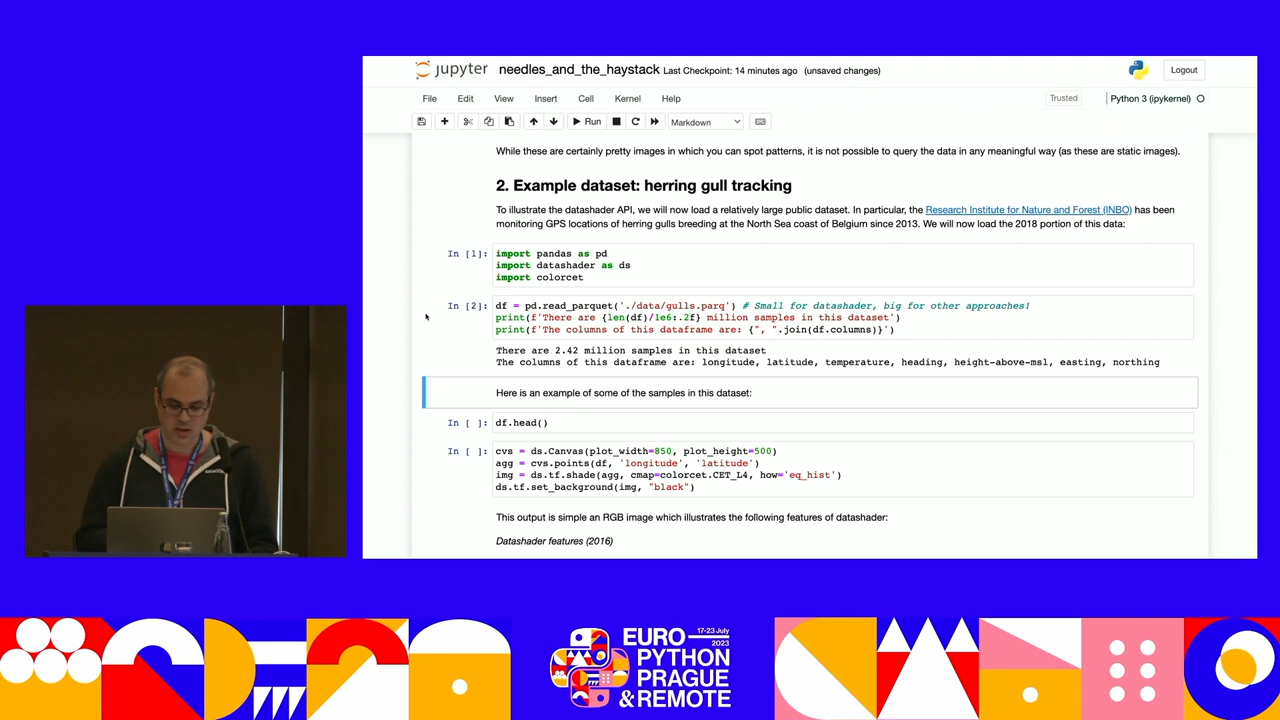 jupyter needles_and_the_haystack Last Checkpoint: 14 minutes ago (unsaved changes) Logout
File Edit View Insert Cell Kernel Help Trusted Python 3 (ipykernel)
Run Markdown
While these are certainly pretty images in which you can spot patterns, it is not possible to query the data in any meaningful way (as these are static images).
2. Example dataset: herring gull tracking
To illustrate the datashader API, we will now load a relatively large public dataset. In particular, the Research Institute for Nature and Forest (INBO) has been
monitoring GPS locations of herring gulls breeding at the North Sea coast of Belgium since 2013. We will now load the 2018 portion of this data:
In [1]: import pandas as pd
import datashader as ds
import colorcet
In [2]: df = pd.read_parquet('./data/gulls.parq') # Small for datashader, big for other approaches!
print(f'There are {len(df)/1e6:.2f} million samples in this dataset')
print(f'The columns of this dataframe are: {", ".join(df.columns)}')
There are 2.42 million samples in this dataset
The columns of this dataframe are: longitude, latitude, temperature, heading, height-above-msl, easting, northing
Here is an example of some of the samples in this dataset:
In [ ]: df.head()
In [ ]: cvs = ds.Canvas(plot_width=850, plot_height=500)
agg = cvs.points(df, 'longitude', 'latitude')
img = ds.tf.shade(agg, cmap=colorcet.CET_L4, how='eq_hist')
ds.tf.set_background(img, "black")
This output is simple an RGB image which illustrates the following features of datashader:
Datashader features (2016)
17-23 July
2023
EURO
PYTHON
PRAGUE
& REMOTE